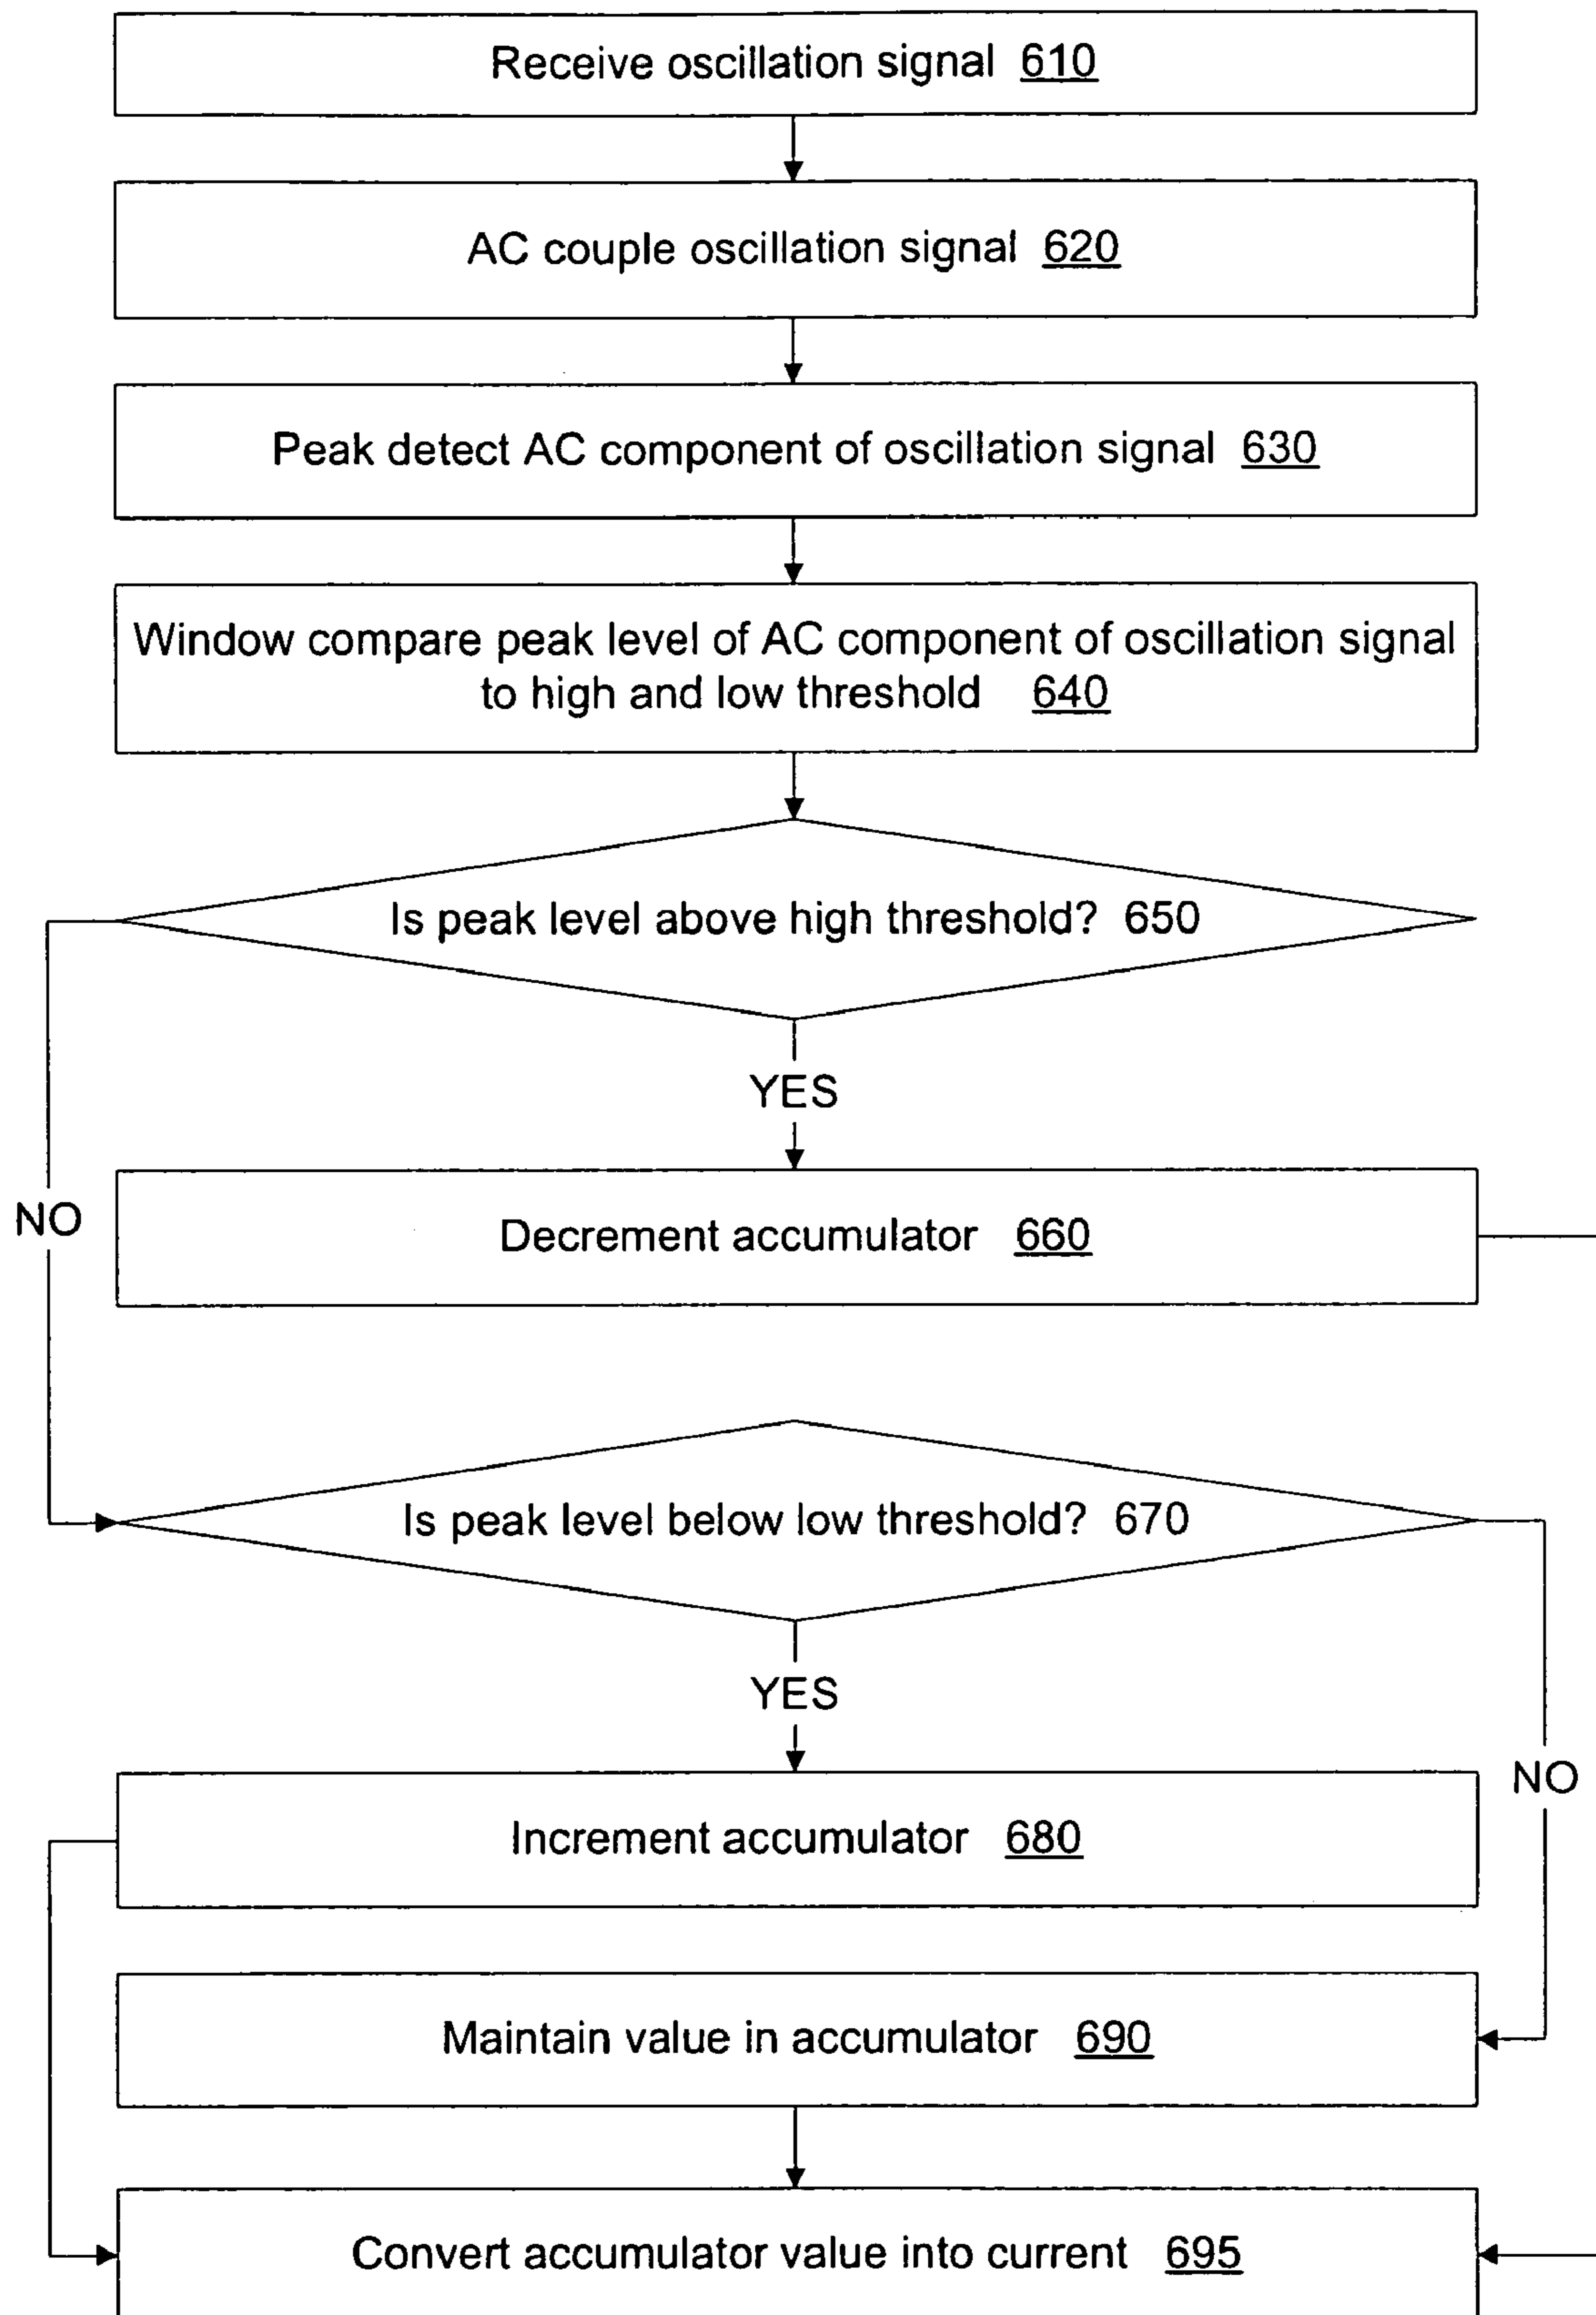 Receive oscillation signal 610
AC couple oscillation signal 620
Peak detect AC component of oscillation signal 630
Window compare peak level of AC component of oscillation signal
to high and low threshold 640
Is peak level above high threshold? 650
YES
NO
Decrement accumulator 660
Is peak level below low threshold? 670
YES
NO
Increment accumulator 680
Maintain value in accumulator 690
Convert accumulator value into current 695